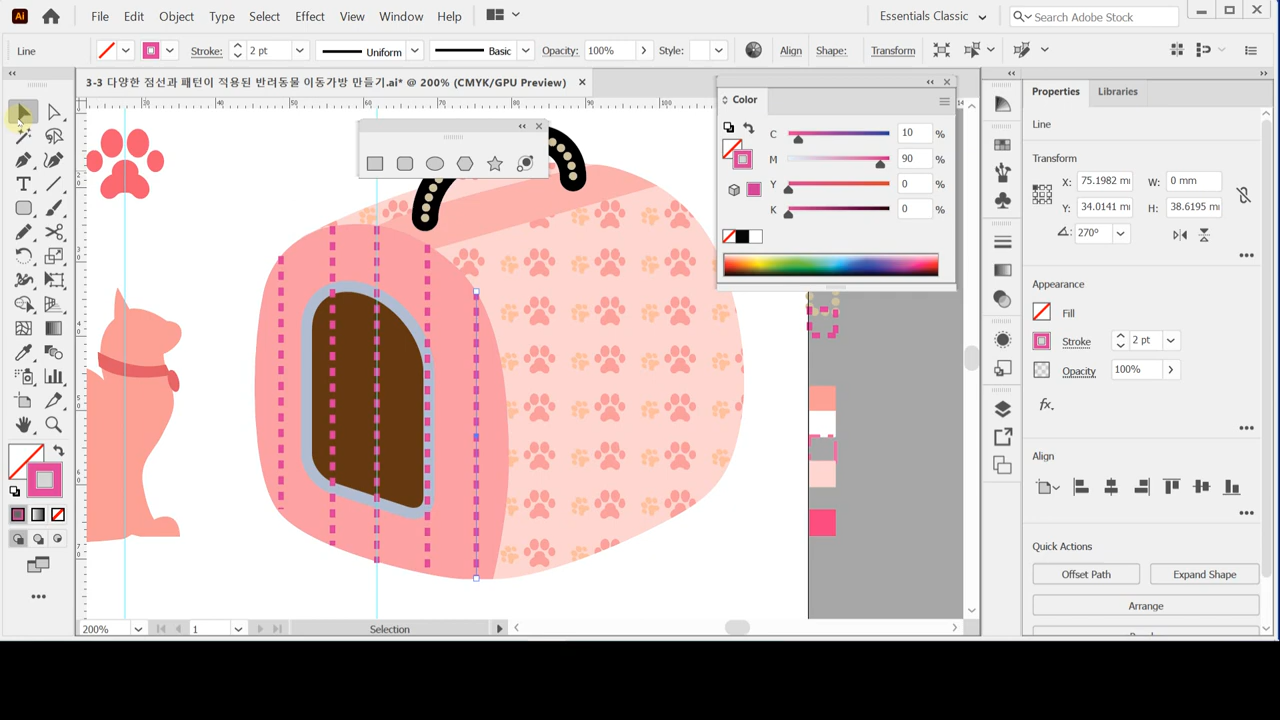 Ai File Edit Object Type Select Effect View Window Help Essentials Classic Search Adobe Stock
Line Stroke: 2 pt Uniform Basic Opacity: 100% Style: Align Shape: Transform
3-3 다양한 점선과 패턴이 적용된 반려동물 이동가방 만들기.ai* @ 200% (CMYK/GPU Preview)
Color
C 10 %
M 90 %
Y 0 %
K 0 %
Properties Libraries
Line
Transform
X: 75.1982 m W: 0 mm
Y: 34.0141 m H: 38.6195 m
270°
Appearance
Fill
Stroke 2 pt
Opacity 100%
fx.
Align
Quick Actions
Offset Path Expand Shape
Arrange
200% 1 Selection